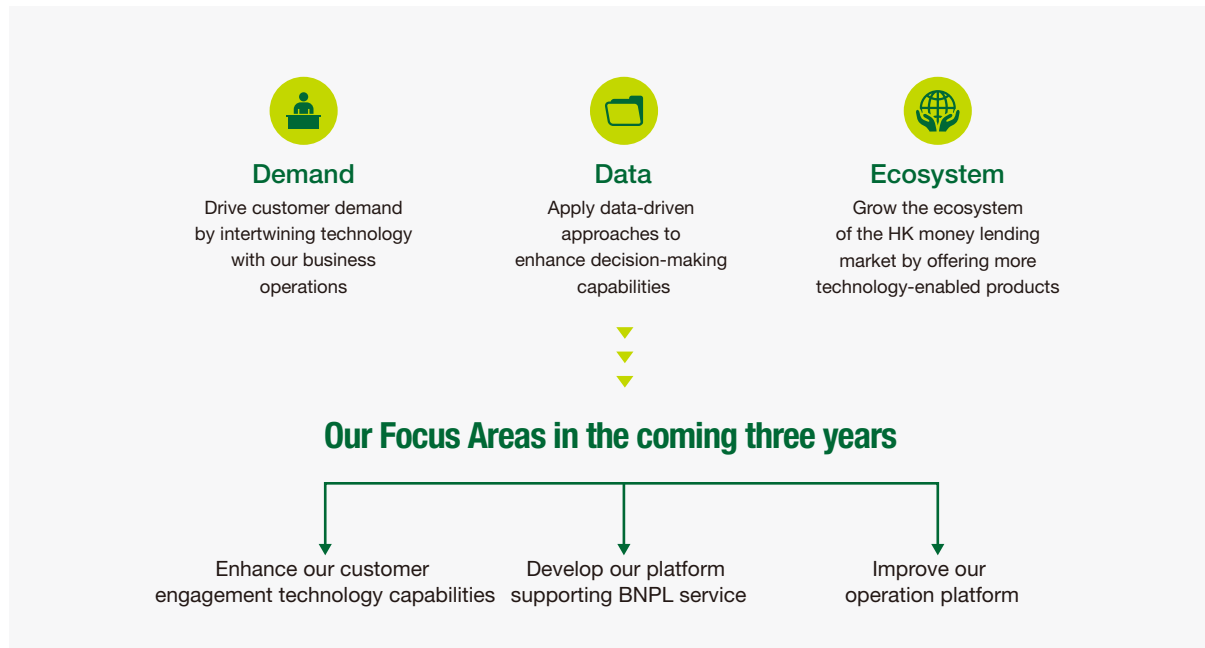 Demand
Drive customer demand
by intertwining technology
with our business
operations
Data
Apply data-driven
approaches to
enhance decision-making
capabilities
Ecosystem
Grow the ecosystem
of the HK money lending
market by offering more
technology-enabled products
Our Focus Areas in the coming three years
Enhance our customer
engagement technology capabilities
Develop our platform
supporting BNPL service
Improve our
operation platform